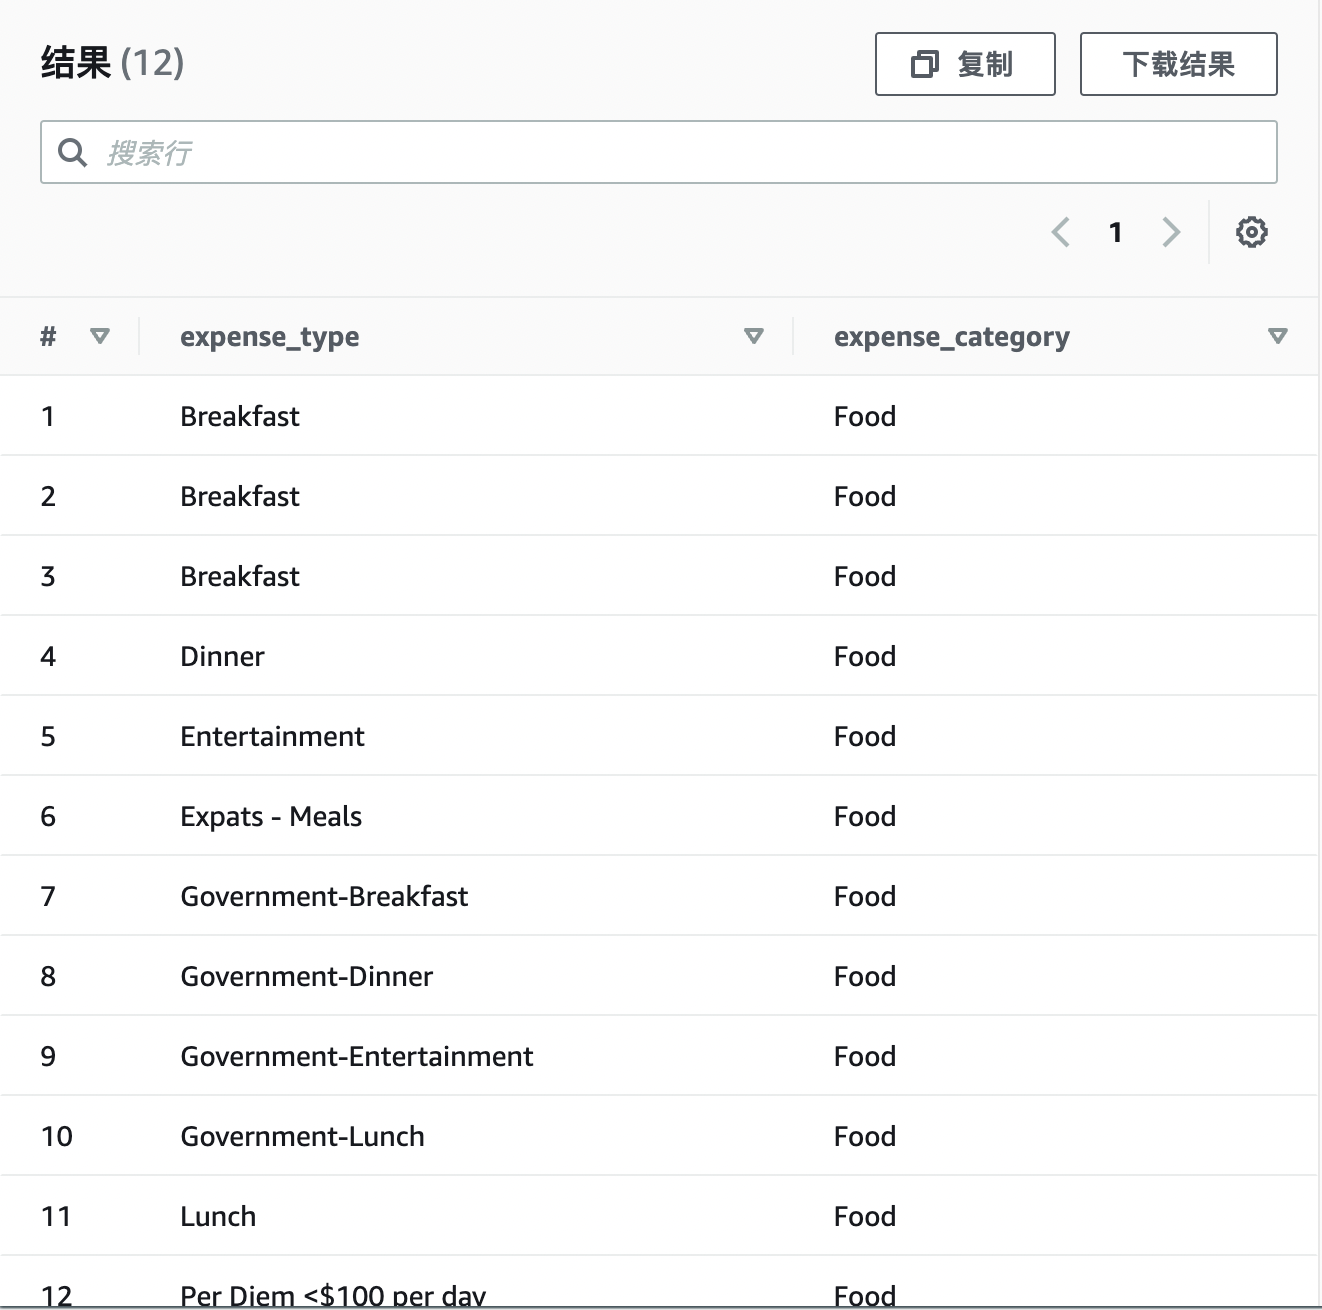 结果 (12)
复制
下载结果
搜索行
1
# expense_type expense_category
1 Breakfast Food
2 Breakfast Food
3 Breakfast Food
4 Dinner Food
5 Entertainment Food
6 Expats - Meals Food
7 Government-Breakfast Food
8 Government-Dinner Food
9 Government-Entertainment Food
10 Government-Lunch Food
11 Lunch Food
12 Per Diem <$100 per day Food